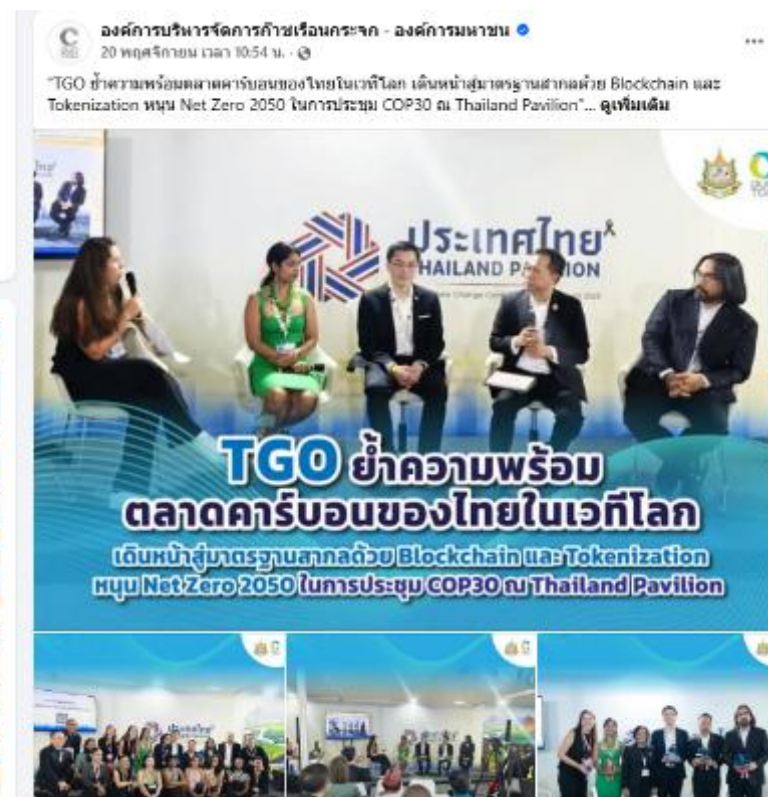 องค์การบริหารจัดการก๊าซเรือนกระจก - องค์การมหาชน
20 พฤศจิกายน เวลา 10:54 น. ·
"TGO ย้ำความพร้อมตลาดคาร์บอนของไทยในเวทีโลก เดินหน้าสู่มาตรฐานสากลด้วย Blockchain และ
Tokenization หนุน Net Zero 2050 ในการประชุม COP30 ณ Thailand Pavilion"... ดูเพิ่มเติม
ประเทศไทย
THAILAND PAVILION
TGO ย้ำความพร้อม
ตลาดคาร์บอนของไทยในเวทีโลก
เดินหน้าสู่มาตรฐานสากลด้วย Blockchain และ Tokenization
หนุน Net Zero 2050 ในการประชุม COP30 ณ Thailand Pavilion
ประเทศไทย